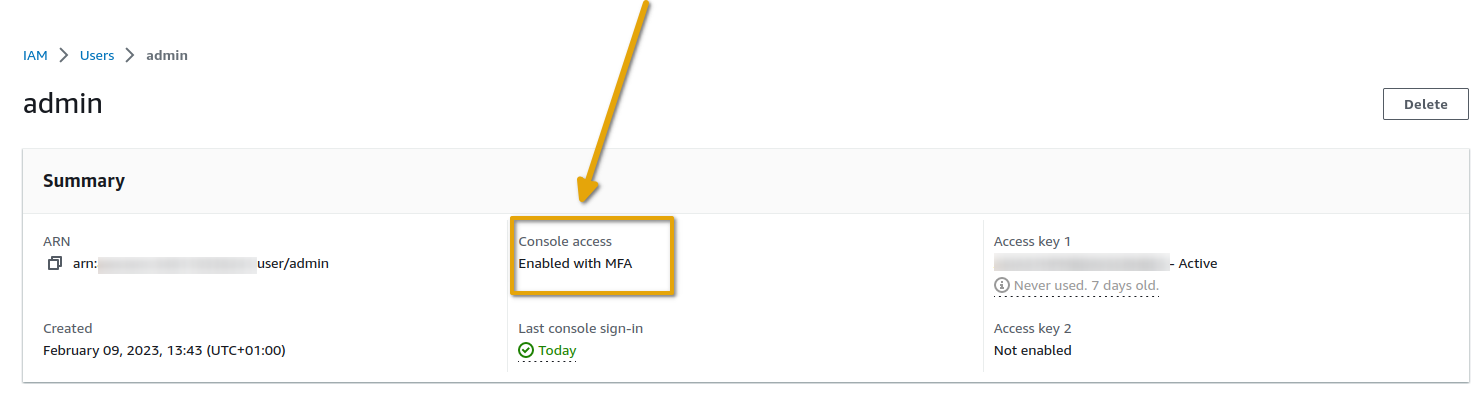 IAM > Users > admin
admin
Delete
Summary
ARN
arn: user/admin
Console access
Enabled with MFA
Access key 1
- Active
Never used. 7 days old.
Created
February 09, 2023, 13:43 (UTC+01:00)
Last console sign-in
Today
Access key 2
Not enabled